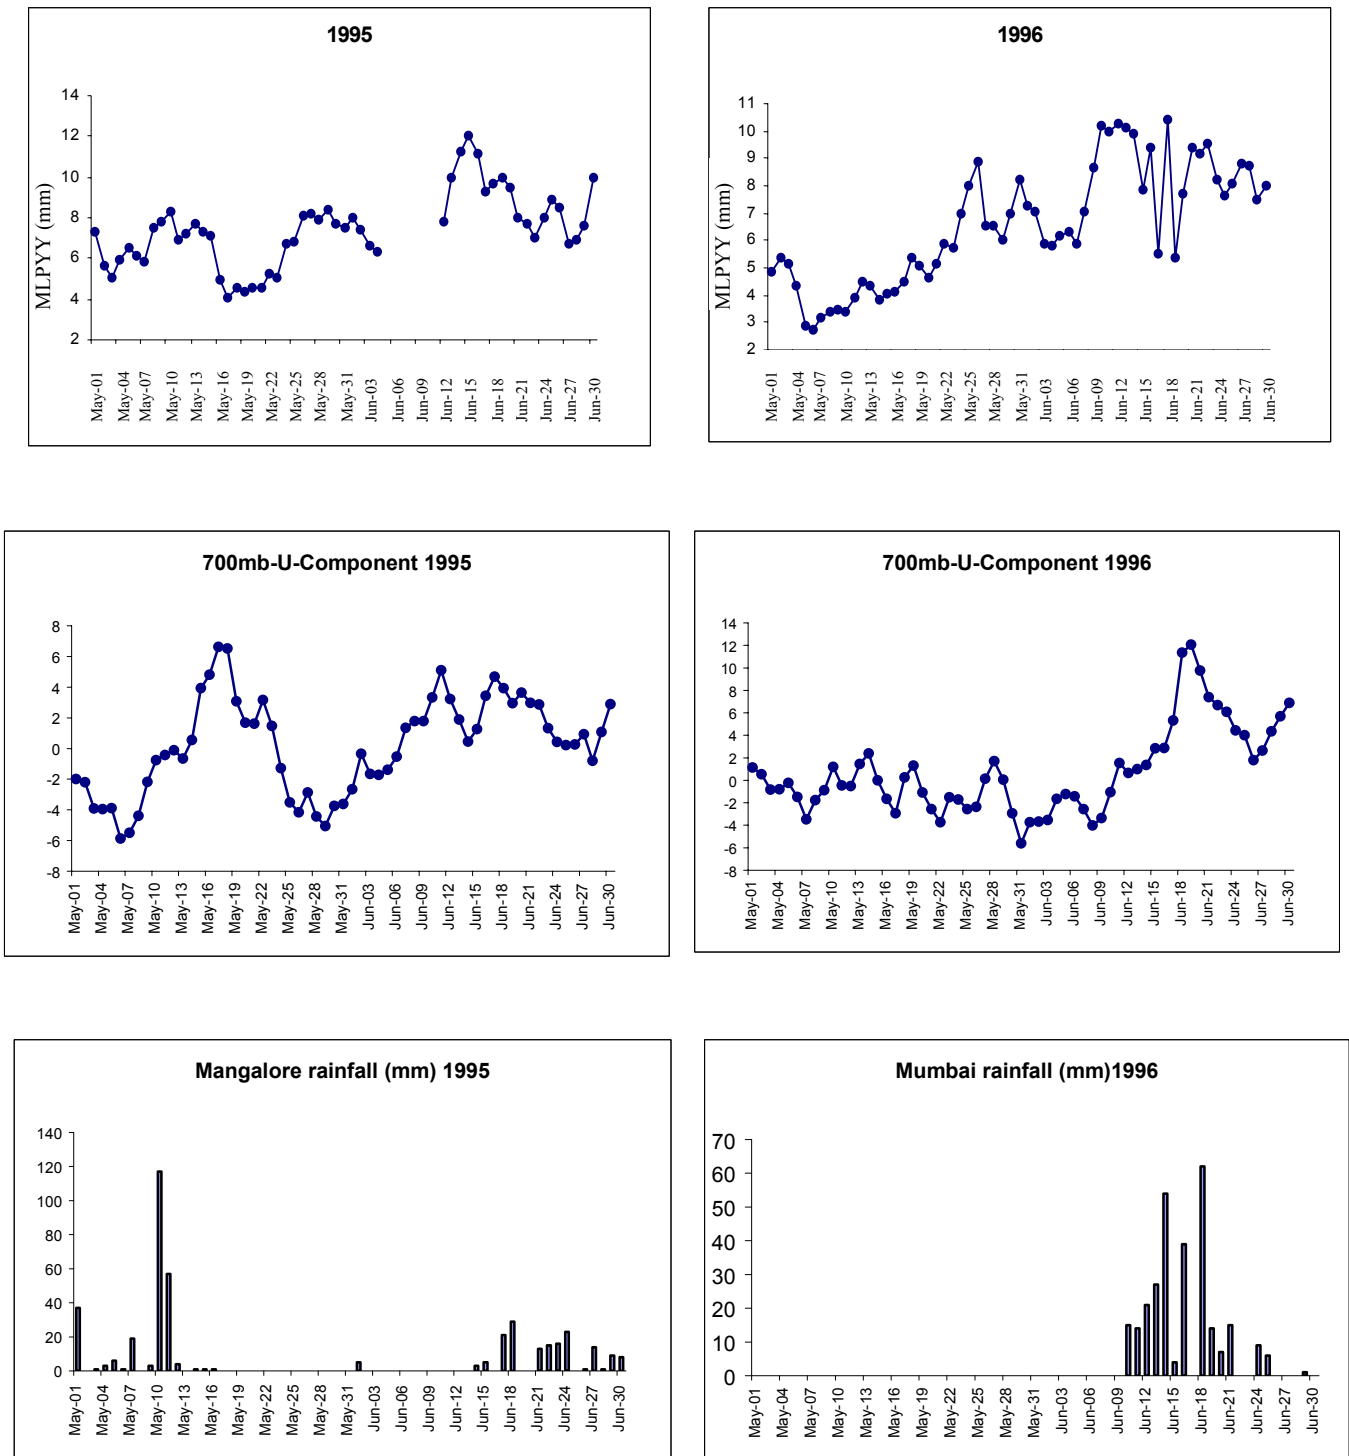 1995
14
12
10
8
6
4
2
MLPYY (mm)
May-01
May-04
May-07
May-10
May-13
May-16
May-19
May-22
May-25
May-28
May-31
Jun-03
Jun-06
Jun-09
Jun-12
Jun-15
Jun-18
Jun-21
Jun-24
Jun-27
Jun-30
1996
11
10
9
8
7
6
5
4
3
2
MLPYY (mm)
May-01
May-04
May-07
May-10
May-13
May-16
May-19
May-22
May-25
May-28
May-31
Jun-03
Jun-06
Jun-09
Jun-12
Jun-15
Jun-18
Jun-21
Jun-24
Jun-27
Jun-30
700mb-U-Component 1995
8
6
4
2
0
-2
-4
-6
-8
May-01
May-04
May-07
May-10
May-13
May-16
May-19
May-22
May-25
May-28
May-31
Jun-03
Jun-06
Jun-09
Jun-12
Jun-15
Jun-18
Jun-21
Jun-24
Jun-27
Jun-30
700mb-U-Component 1996
14
12
10
8
6
4
2
0
-2
-4
-6
-8
May-01
May-04
May-07
May-10
May-13
May-16
May-19
May-22
May-25
May-28
May-31
Jun-03
Jun-06
Jun-09
Jun-12
Jun-15
Jun-18
Jun-21
Jun-24
Jun-27
Jun-30
Mangalore rainfall (mm) 1995
140
120
100
80
60
40
20
0
May-01
May-04
May-07
May-10
May-13
May-16
May-19
May-22
May-25
May-28
May-31
Jun-03
Jun-06
Jun-09
Jun-12
Jun-15
Jun-18
Jun-21
Jun-24
Jun-27
Jun-30
Mumbai rainfall (mm)1996
70
60
50
40
30
20
10
0
May-01
May-04
May-07
May-10
May-13
May-16
May-19
May-22
May-25
May-28
May-31
Jun-03
Jun-06
Jun-09
Jun-12
Jun-15
Jun-18
Jun-21
Jun-24
Jun-27
Jun-30